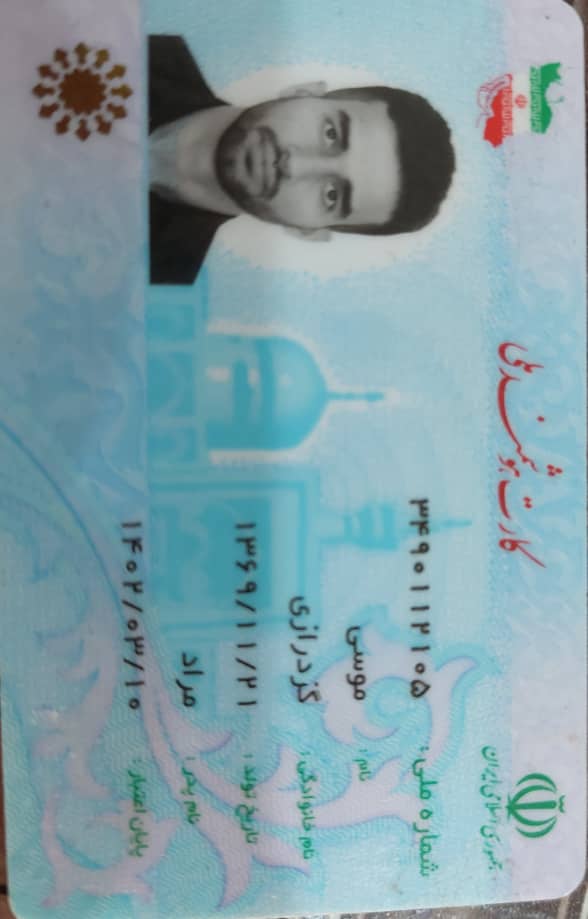 جمهوری اسلامی ایران
کارت هوشمند ملی
شماره ملی: ۳۴۹۰۱۱۲۱۰۵
نام: موسی
نام خانوادگی: گزدرازی
تاریخ تولد: ۱۳۶۹/۱۱/۲۱
نام پدر: مراد
پایان اعتبار: ۱۴۰۲/۰۳/۱۰